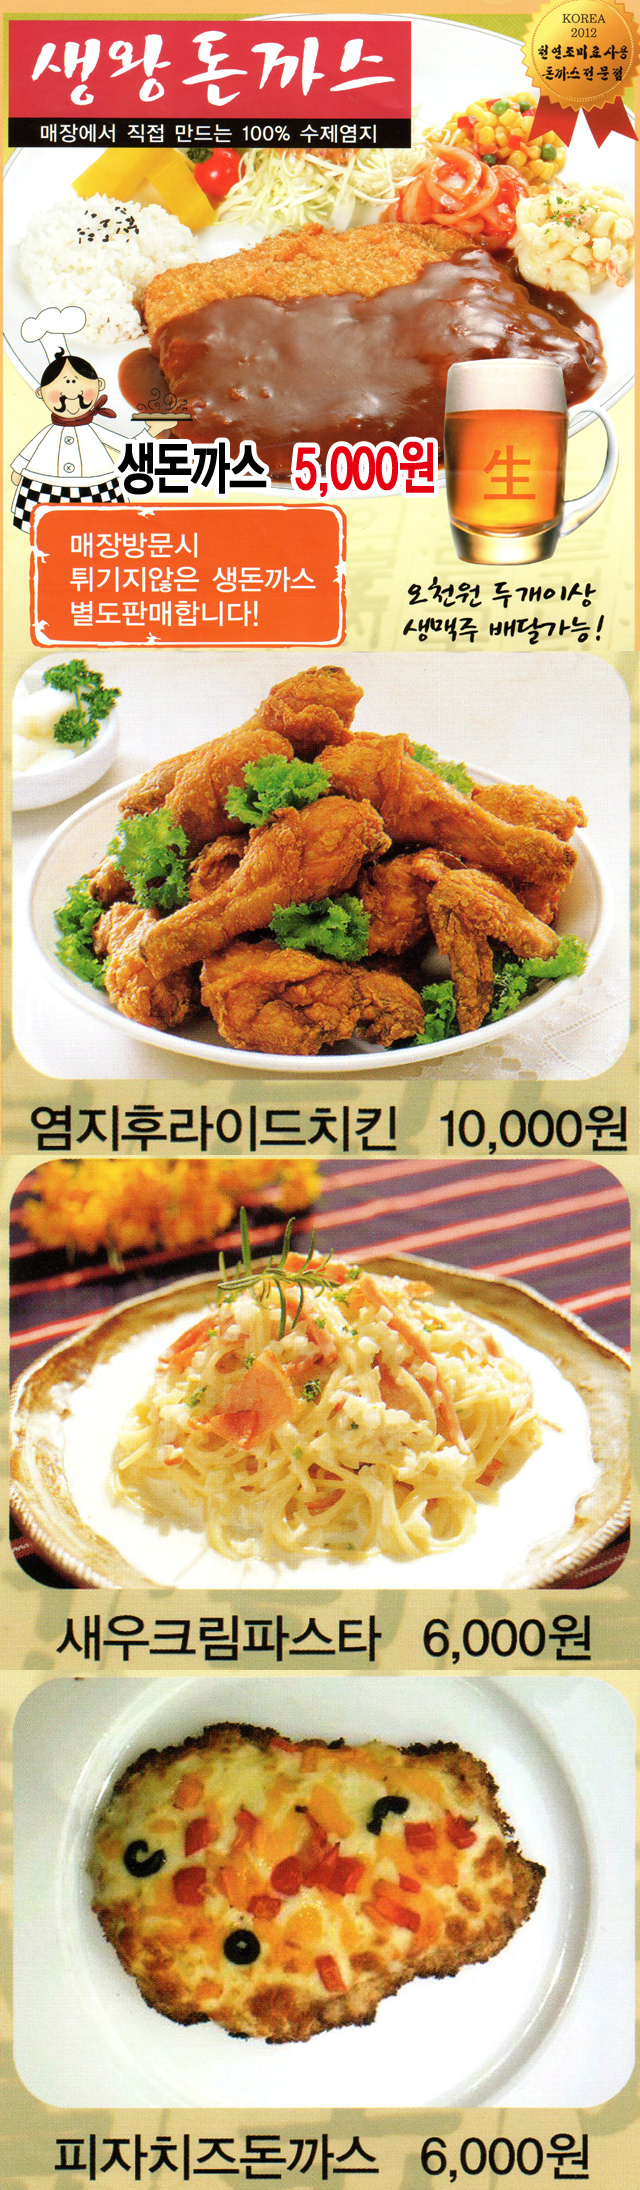 KOREA
2012
천연조미료사용
돈까스전문점
생왕돈까스
매장에서 직접 만드는 100% 수제염지
生
생돈까스 5,000원
매장방문시
튀기지않은 생돈까스
별도판매합니다!
오천원 두개이상
생맥주 배달가능!
염지후라이드치킨 10,000원
새우크림파스타 6,000원
피자치즈돈까스 6,000원